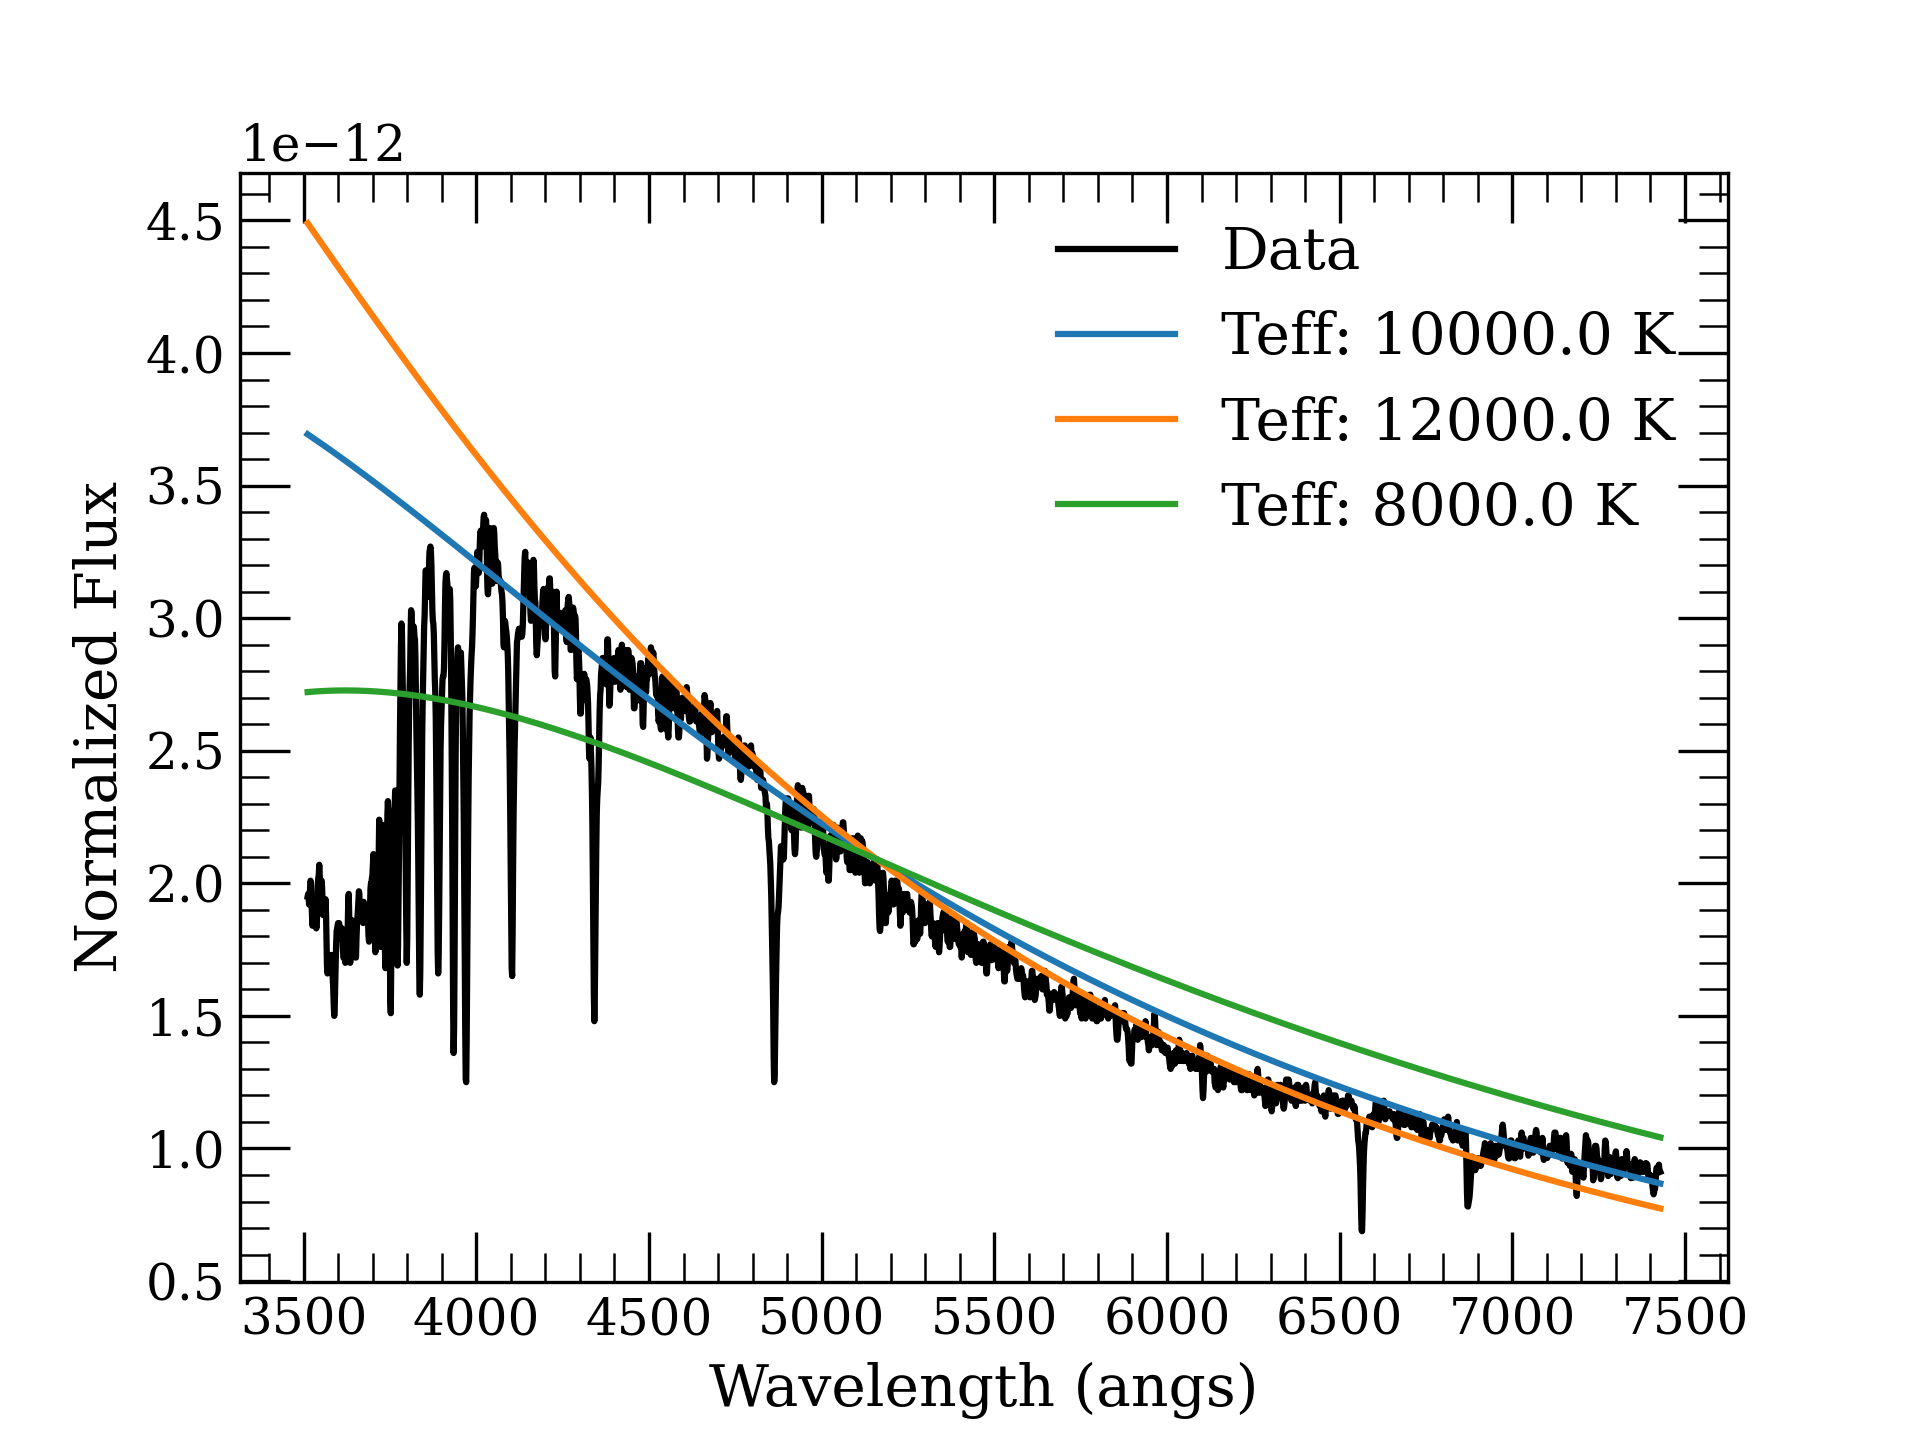 1e−12
4.5
4.0
3.5
3.0
2.5
2.0
1.5
1.0
0.5
Normalized Flux
Data
Teff: 10000.0 K
Teff: 12000.0 K
Teff: 8000.0 K
3500 4000 4500 5000 5500 6000 6500 7000 7500
Wavelength (angs)